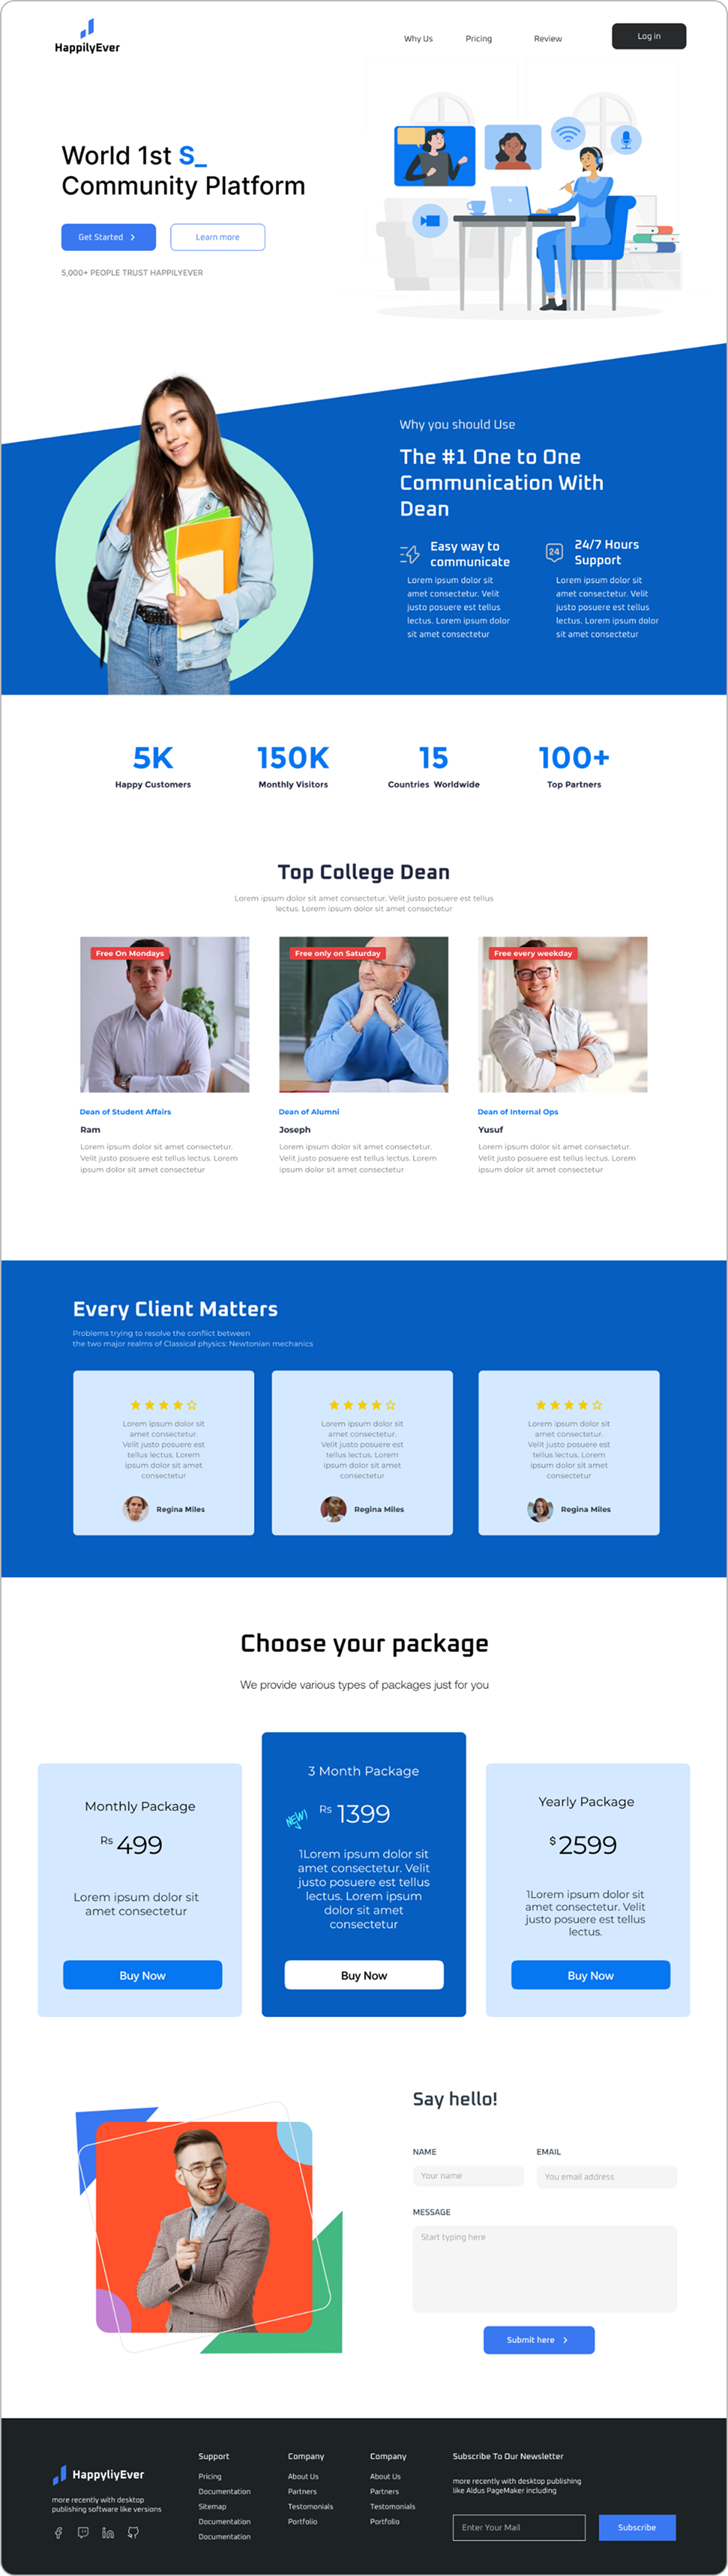 HappilyEver
Why Us
Pricing
Review
Log in
World 1st S_
Community Platform
Get Started
Learn more
5,000+ PEOPLE TRUST HAPPILYEVER
Why you should Use
The #1 One to One
Communication With
Dean
Easy way to
communicate
Lorem ipsum dolor sit
amet consectetur. Velit
justo posuere est tellus
lectus. Lorem ipsum dolor
sit amet consectetur
24
24/7 Hours
Support
Lorem ipsum dolor sit
amet consectetur. Velit
justo posuere est tellus
lectus. Lorem ipsum dolor
sit amet consectetur
5K
Happy Customers
150K
Monthly Visitors
15
Countries Worldwide
100+
Top Partners
Top College Dean
Lorem ipsum dolor sit amet consectetur. Velit justo posuere est tellus
lectus. Lorem ipsum dolor sit amet consectetur
Free On Mondays
Dean of Student Affairs
Ram
Lorem ipsum dolor sit amet consectetur.
Velit justo posuere est tellus lectus. Lorem
ipsum dolor sit amet consectetur
Free only on Saturday
Dean of Alumni
Joseph
Lorem ipsum dolor sit amet consectetur.
Velit justo posuere est tellus lectus. Lorem
ipsum dolor sit amet consectetur
Free every weekday
Dean of Internal Ops
Yusuf
Lorem ipsum dolor sit amet consectetur.
Velit justo posuere est tellus lectus. Lorem
ipsum dolor sit amet consectetur
Every Client Matters
Problems trying to resolve the conflict between
the two major realms of Classical physics: Newtonian mechanics
Lorem ipsum dolor sit
amet consectetur.
Velit justo posuere est
tellus lectus. Lorem
ipsum dolor sit amet
consectetur
Regina Miles
Lorem ipsum dolor sit
amet consectetur.
Velit justo posuere est
tellus lectus. Lorem
ipsum dolor sit amet
consectetur
Regina Miles
Lorem ipsum dolor sit
amet consectetur.
Velit justo posuere est
tellus lectus. Lorem
ipsum dolor sit amet
consectetur
Regina Miles
Choose your package
We provide various types of packages just for you
Monthly Package
Rs 499
Lorem ipsum dolor sit
amet consectetur
Buy Now
3 Month Package
NEW!
Rs 1399
1Lorem ipsum dolor sit
amet consectetur. Velit
justo posuere est tellus
lectus. Lorem ipsum
dolor sit amet
consectetur
Buy Now
Yearly Package
$ 2599
1Lorem ipsum dolor sit
amet consectetur. Velit
justo posuere est tellus
lectus.
Buy Now
Say hello!
NAME
Your name
EMAIL
You email address
MESSAGE
Start typing here
Submit here
HappyliyEver
more recently with desktop
publishing software like versions
Support
Pricing
Documentation
Sitemap
Documentation
Documentation
Company
About Us
Partners
Testomonials
Portfolio
Company
About Us
Partners
Testomonials
Portfolio
Subscribe To Our Newsletter
more recently with desktop publishing
like Aldus PageMaker including
Enter Your Mail
Subscribe